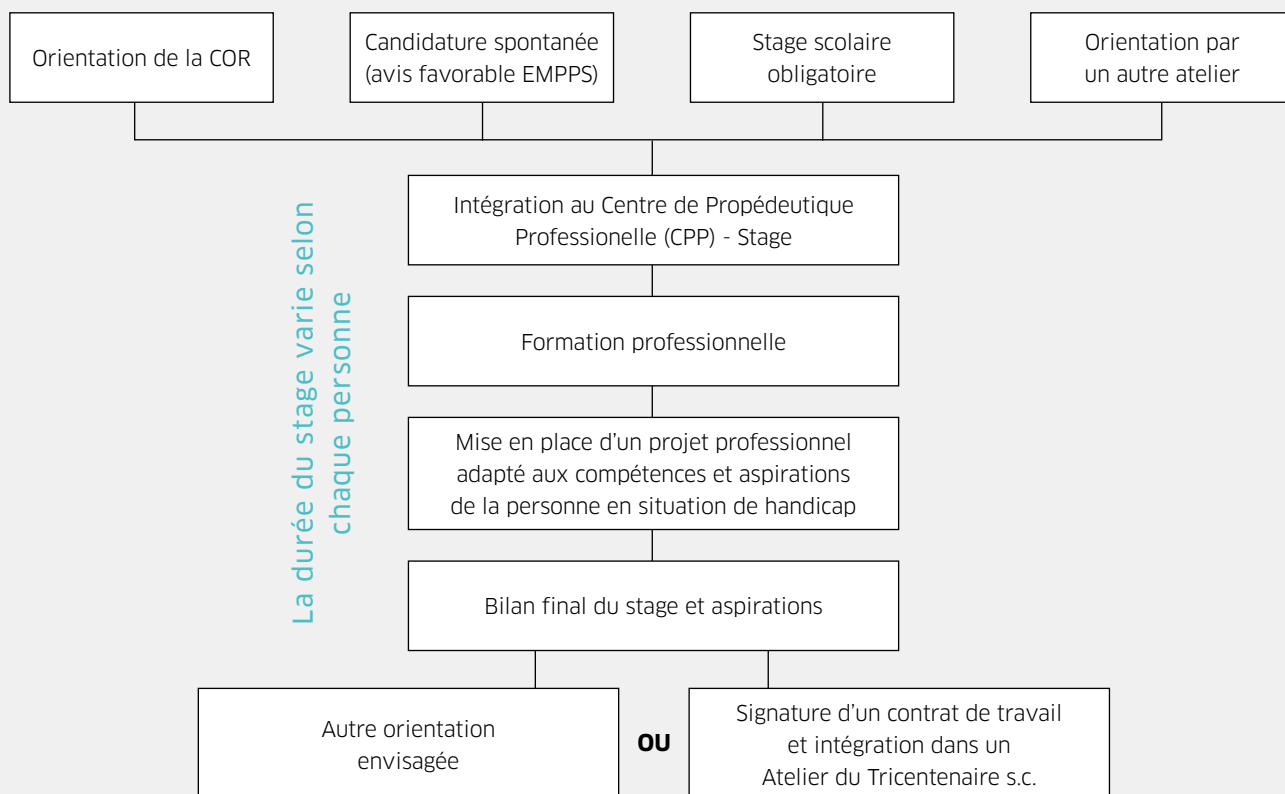 Orientation de la COR
Candidature spontanée
(avis favorable EMPPS)
Stage scolaire
obligatoire
Orientation par
un autre atelier
La durée du stage varie selon
chaque personne
Intégration au Centre de Propédeutique
Professionelle (CPP) - Stage
Formation professionnelle
Mise en place d'un projet professionnel
adapté aux compétences et aspirations
de la personne en situation de handicap
Bilan final du stage et aspirations
Autre orientation
envisagée
OU
Signature d'un contrat de travail
et intégration dans un
Atelier du Tricentenaire s.c.